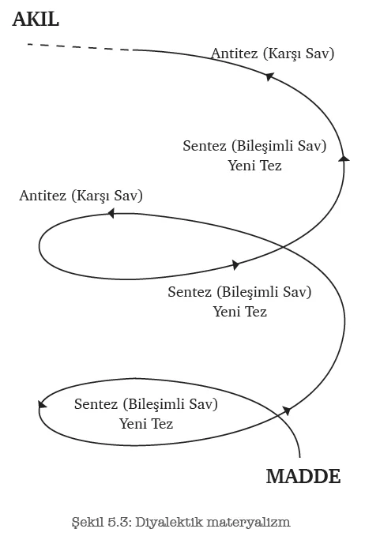 AKIL
Antitez (Karşı Sav)
Sentez (Bileşimli Sav)
Yeni Tez
Antitez (Karşı Sav)
Sentez (Bileşimli Sav)
Yeni Tez
Sentez (Bileşimli Sav)
Yeni Tez
MADDE
Şekil 5.3: Diyalektik materyalizm